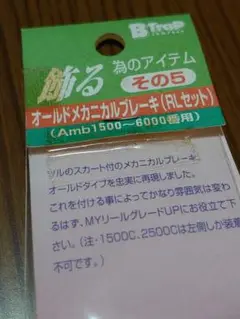 B Trap
飾る 為のアイテム
その5
オールドメカニカルブレーキ(RLセット)
(Amb1500〜6000番用)
ツルのスカート付のメカニカルブレーキ、
オールドタイプを忠実に再現しました。
これを付ける事によってかなり雰囲気は変わ
るはず、MYリールグレードUPにお役立て下
さい。(注・1500C、2500Cは左側しか装着
不可です。)